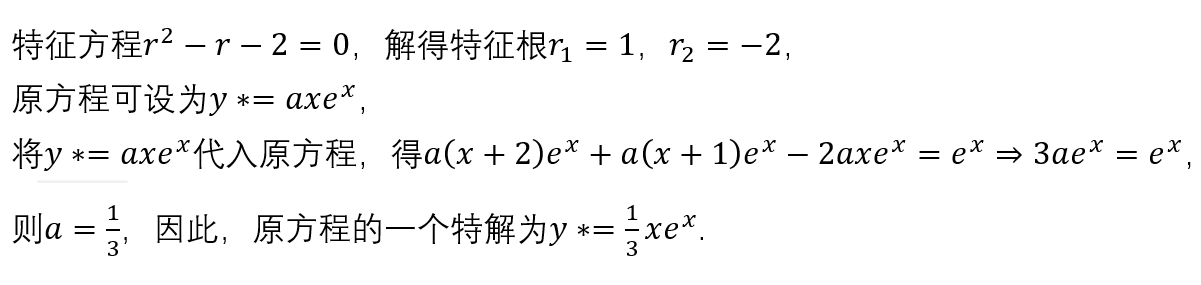 特征方程r² − r − 2 = 0，解得特征根r₁ = 1，r₂ = −2，
原方程可设为y ∗= axeˣ，
将y ∗= axeˣ代入原方程，得a(x + 2)eˣ + a(x + 1)eˣ − 2axeˣ = eˣ ⇒ 3aeˣ = eˣ，
则a = 1/3，因此，原方程的一个特解为y ∗= 1/3 xeˣ.